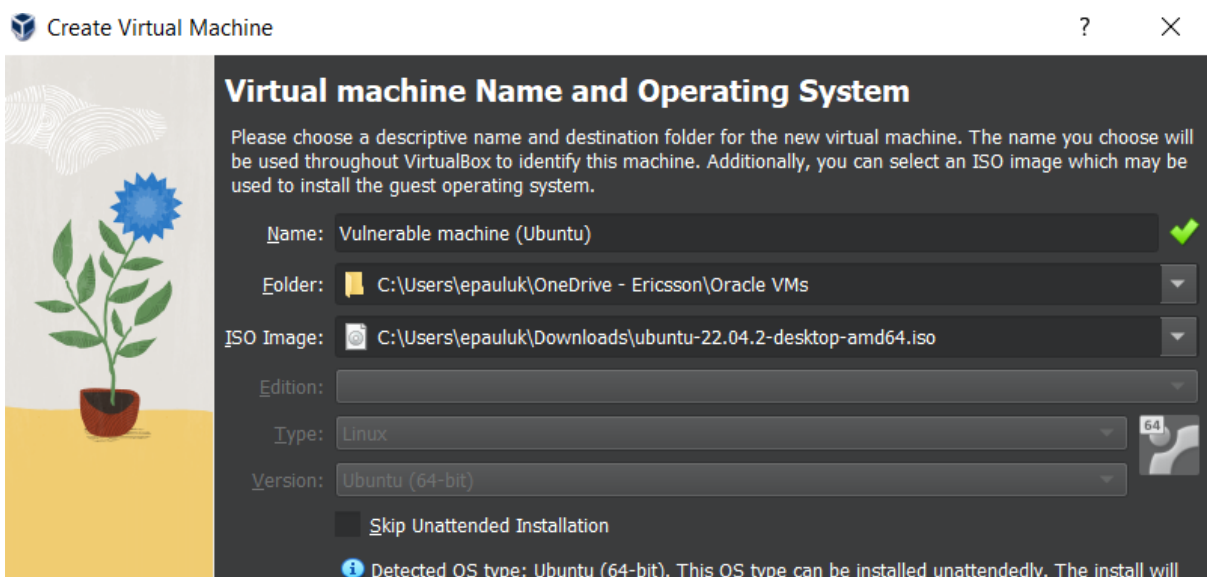 Create Virtual Machine
?
Virtual machine Name and Operating System
Please choose a descriptive name and destination folder for the new virtual machine. The name you choose will
be used throughout VirtualBox to identify this machine. Additionally, you can select an ISO image which may be
used to install the guest operating system.
Name: Vulnerable machine (Ubuntu)
Folder: C:\Users\epauluk\OneDrive - Ericsson\Oracle VMs
ISO Image: C:\Users\epauluk\Downloads\ubuntu-22.04.2-desktop-amd64.iso
Edition:
Type: Linux 64
Version: Ubuntu (64-bit)
Skip Unattended Installation
Detected OS type: Ubuntu (64-bit). This OS type can be installed unattendedly. The install will